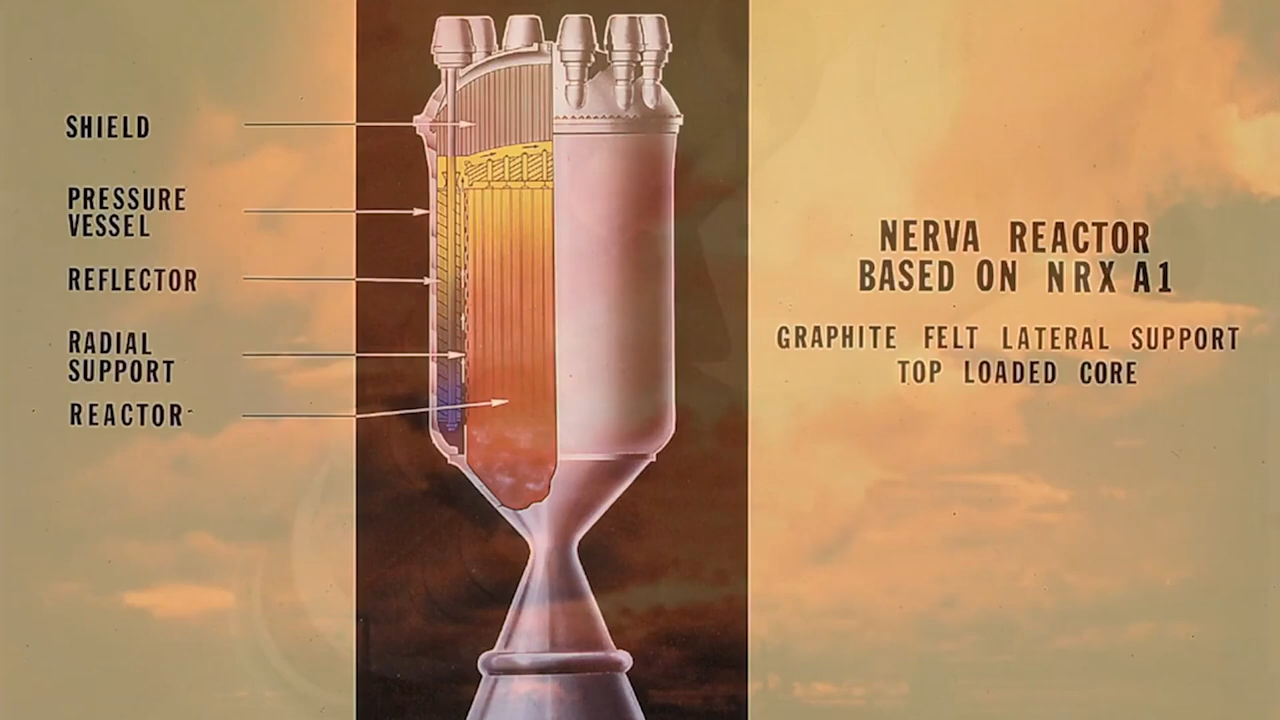 SHIELD
PRESSURE
VESSEL
REFLECTOR
RADIAL
SUPPORT
REACTOR
NERVA REACTOR
BASED ON NRX A1
GRAPHITE FELT LATERAL SUPPORT
TOP LOADED CORE